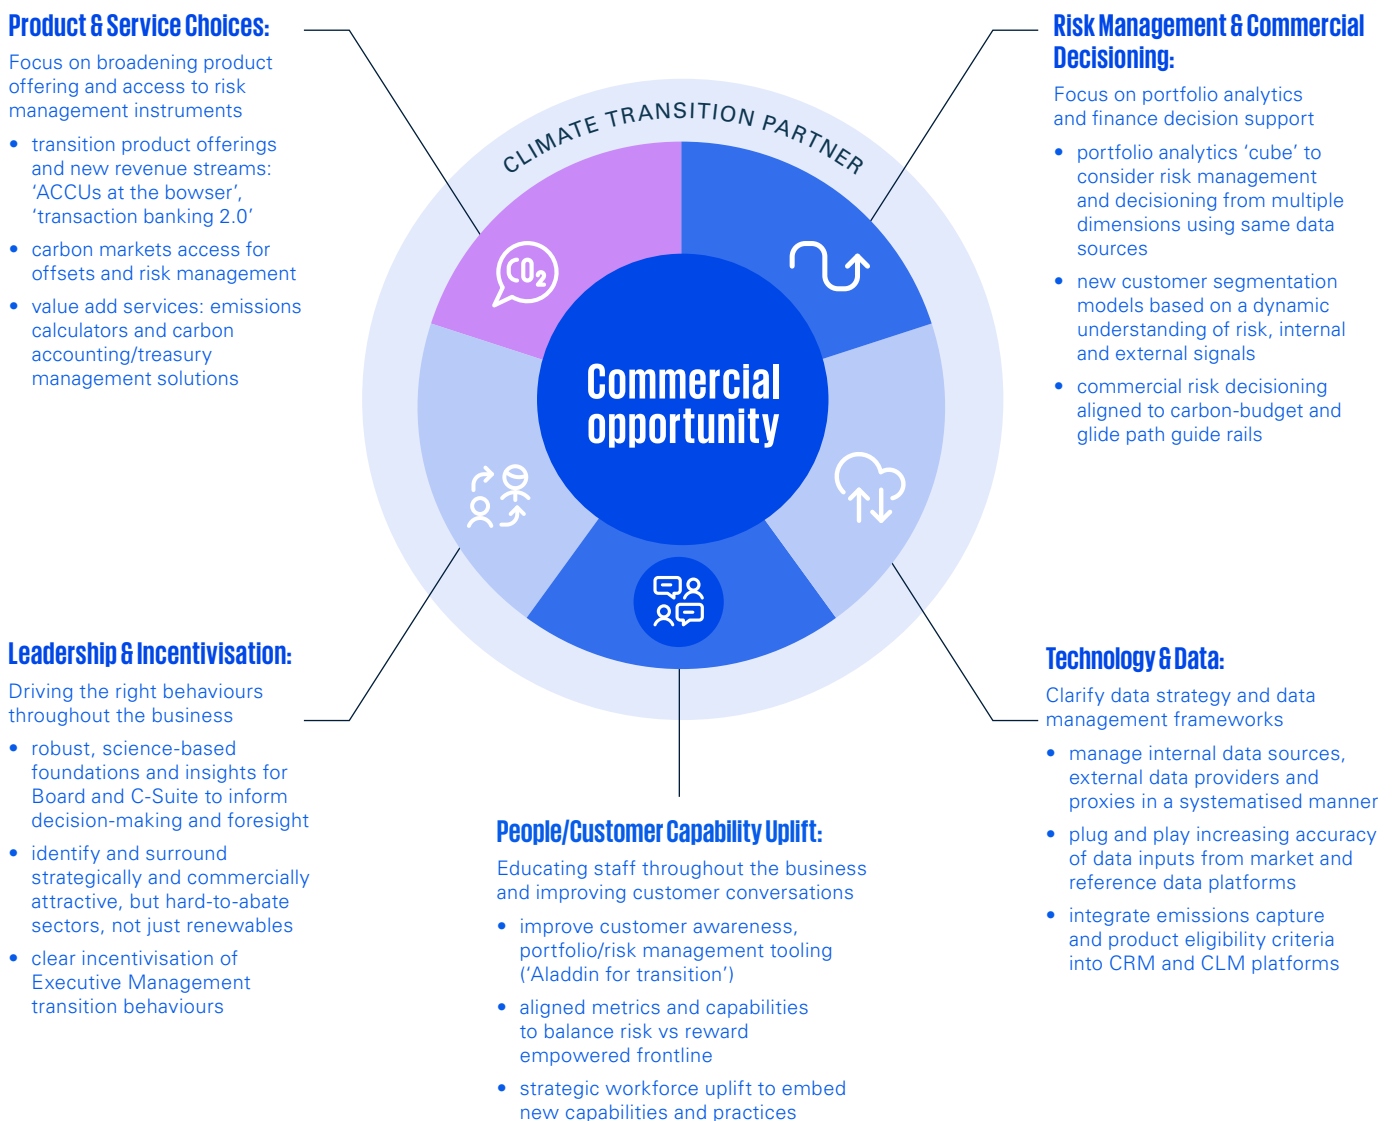 Product & Service Choices:
Focus on broadening product
offering and access to risk
management instruments
• transition product offerings
and new revenue streams:
‘ACCUs at the bowser’,
‘transaction banking 2.0’
• carbon markets access for
offsets and risk management
• value add services: emissions
calculators and carbon
accounting/treasury
management solutions
CLIMATE TRANSITION PARTNER
CO2
Commercial
opportunity
Risk Management & Commercial
Decisioning:
Focus on portfolio analytics
and finance decision support
• portfolio analytics ‘cube’ to
consider risk management
and decisioning from multiple
dimensions using same data
sources
• new customer segmentation
models based on a dynamic
understanding of risk, internal
and external signals
• commercial risk decisioning
aligned to carbon-budget and
glide path guide rails
Leadership & Incentivisation:
Driving the right behaviours
throughout the business
• robust, science-based
foundations and insights for
Board and C-Suite to inform
decision-making and foresight
• identify and surround
strategically and commercially
attractive, but hard-to-abate
sectors, not just renewables
• clear incentivisation of
Executive Management
transition behaviours
People/Customer Capability Uplift:
Educating staff throughout the business
and improving customer conversations
• improve customer awareness,
portfolio/risk management tooling
(‘Aladdin for transition’)
• aligned metrics and capabilities
to balance risk vs reward
empowered frontline
• strategic workforce uplift to embed
new capabilities and practices
Technology & Data:
Clarify data strategy and data
management frameworks
• manage internal data sources,
external data providers and
proxies in a systematised manner
• plug and play increasing accuracy
of data inputs from market and
reference data platforms
• integrate emissions capture
and product eligibility criteria
into CRM and CLM platforms